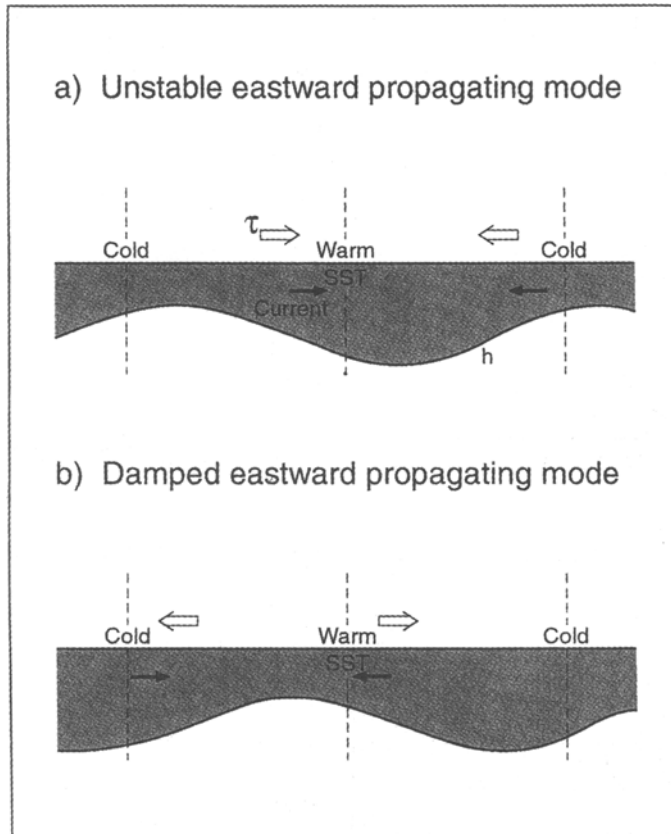 a) Unstable eastward propagating mode
τ
Cold Warm Cold
SST
Current
h
b) Damped eastward propagating mode
Cold Warm Cold
SST